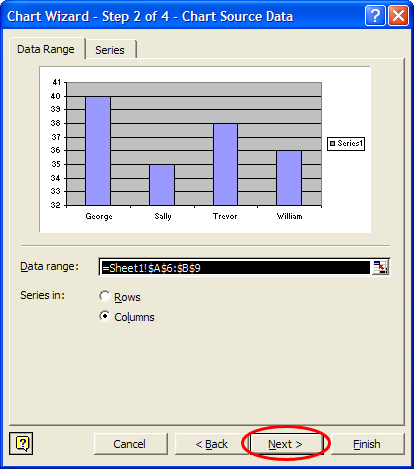 Chart Wizard - Step 2 of 4 - Chart Source Data
Data Range
Series
41
40
39
38
37
36
35
34
33
32
George Sally Trevor William
Series1
Data range:
=Sheet1!$A$6:$B$9
Series in:
Rows
Columns
Cancel
< Back
Next >
Finish